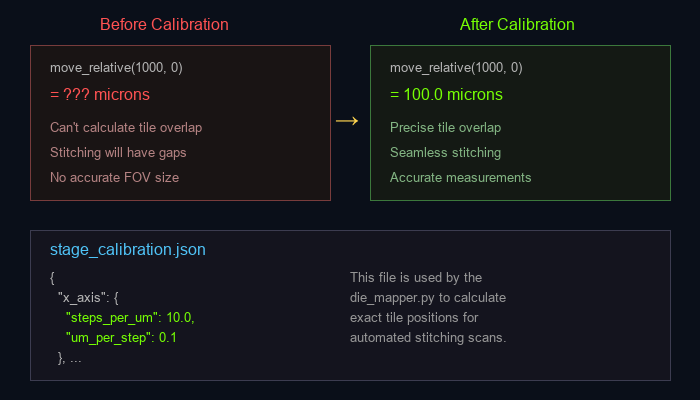 Before Calibration
move_relative(1000, 0)
= ??? microns
Can't calculate tile overlap
Stitching will have gaps
No accurate FOV size
→
After Calibration
move_relative(1000, 0)
= 100.0 microns
Precise tile overlap
Seamless stitching
Accurate measurements
stage_calibration.json
{
"x_axis": {
"steps_per_um": 10.0,
"um_per_step": 0.1
}, ...
This file is used by the
die_mapper.py to calculate
exact tile positions for
automated stitching scans.